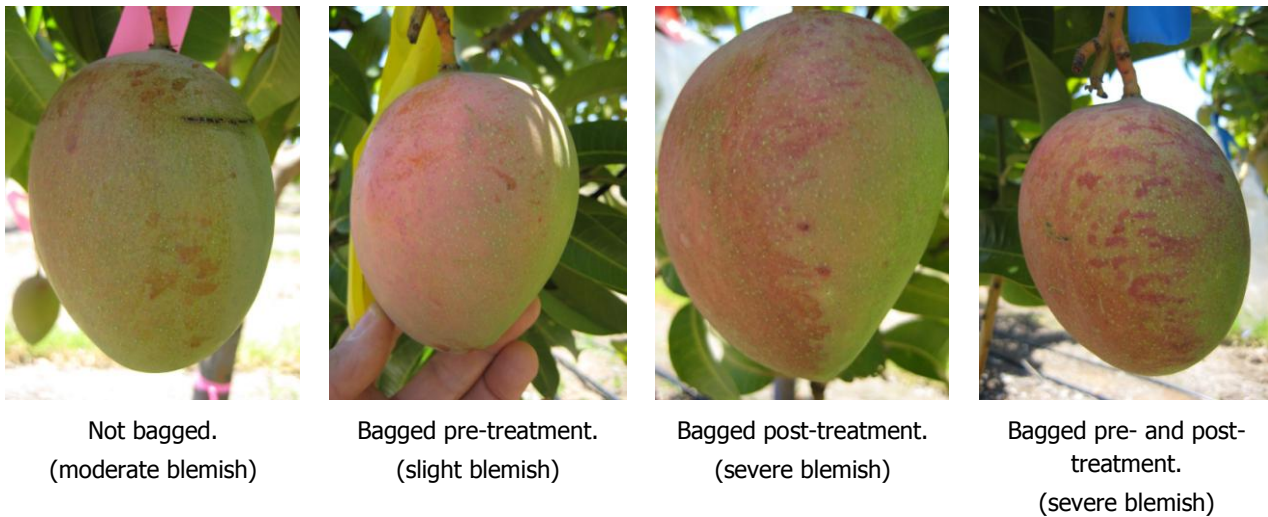 Not bagged.
(moderate blemish)
Bagged pre-treatment.
(slight blemish)
Bagged post-treatment.
(severe blemish)
Bagged pre- and post-
treatment.
(severe blemish)